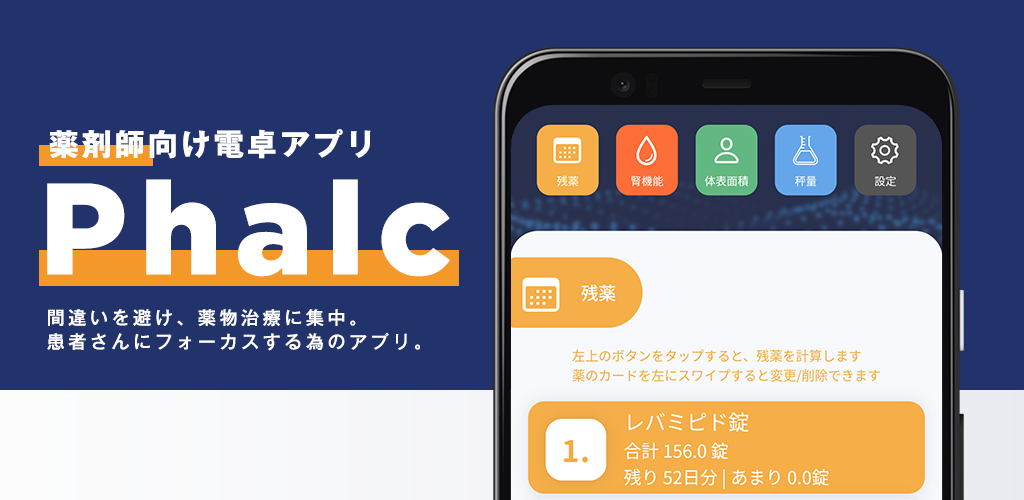 薬剤師向け電卓アプリ
Phalc
間違いを避け、薬物治療に集中。
患者さんにフォーカスする為のアプリ。
残薬
腎機能
体表面積
秤量
設定
残薬
左上のボタンをタップすると、残薬を計算します
薬のカードを左にスワイプすると変更/削除できます
1.
レバミピド錠
合計 156.0 錠
残り 52日分 | あまり 0.0錠